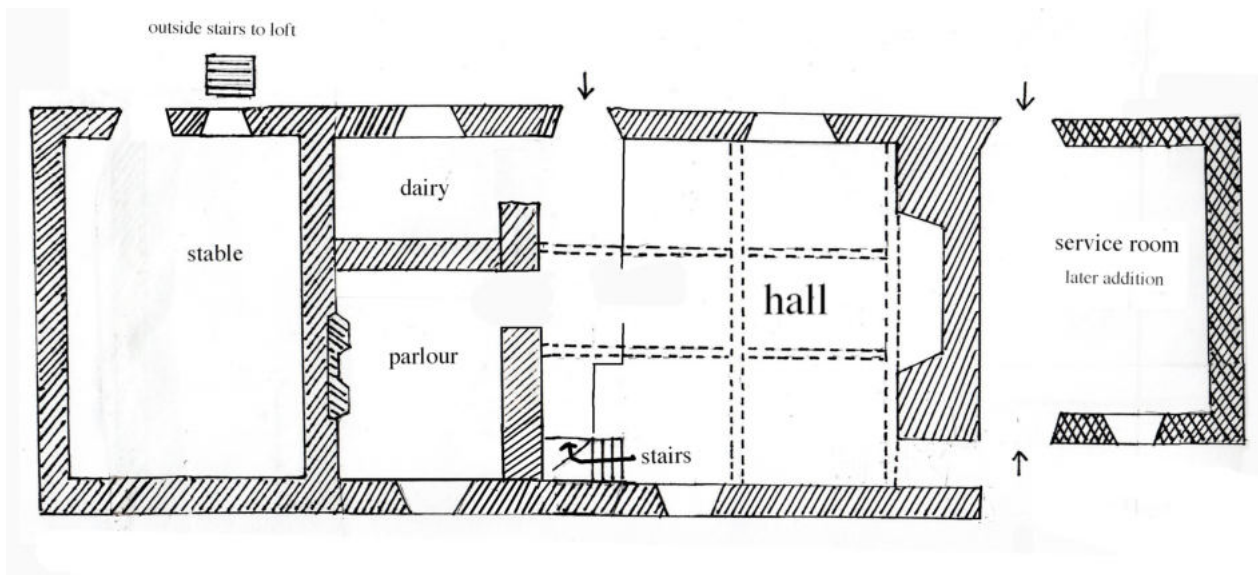 outside stairs to loft
dairy
stable
service room
later addition
hall
parlour
stairs